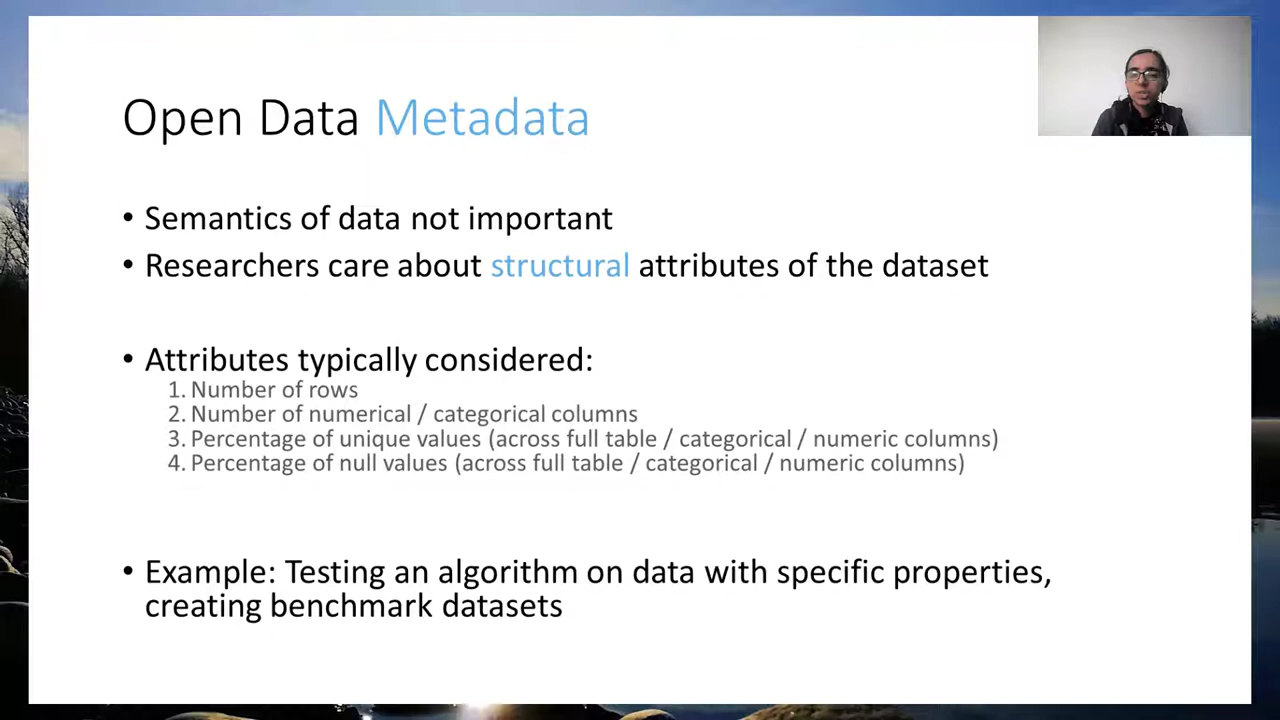 Open Data Metadata
• Semantics of data not important
• Researchers care about structural attributes of the dataset
• Attributes typically considered:
1. Number of rows
2. Number of numerical / categorical columns
3. Percentage of unique values (across full table / categorical / numeric columns)
4. Percentage of null values (across full table / categorical / numeric columns)
• Example: Testing an algorithm on data with specific properties,
creating benchmark datasets